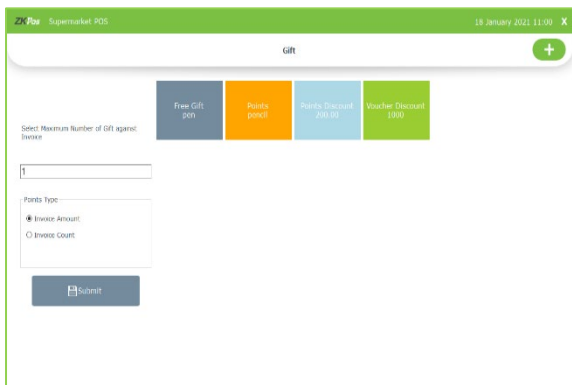 ZKPos Supermarket POS 18 January 2021 11:00 X
Gift
+
Free Gift
pen
Points
pencil
Points Discount
200.00
Voucher Discount
1000
Select Maximum Number of Gift against
Invoice
1
Points Type
Invoice Amount
Invoice Count
Submit